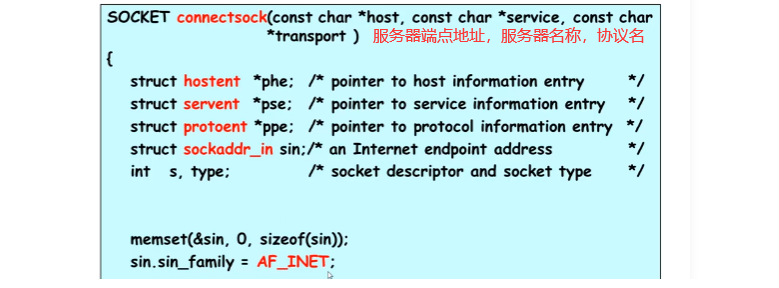 SOCKET connectsock(const char *host, const char *service, const char
*transport ) 服务器端点地址，服务器名称，协议名
{
struct hostent *phe; /* pointer to host information entry */
struct servent *pse; /* pointer to service information entry */
struct protoent *ppe; /* pointer to protocol information entry */
struct sockaddr_in sin;/* an Internet endpoint address */
int s, type; /* socket descriptor and socket type */
memset(&sin, 0, sizeof(sin));
sin.sin_family = AF_INET;